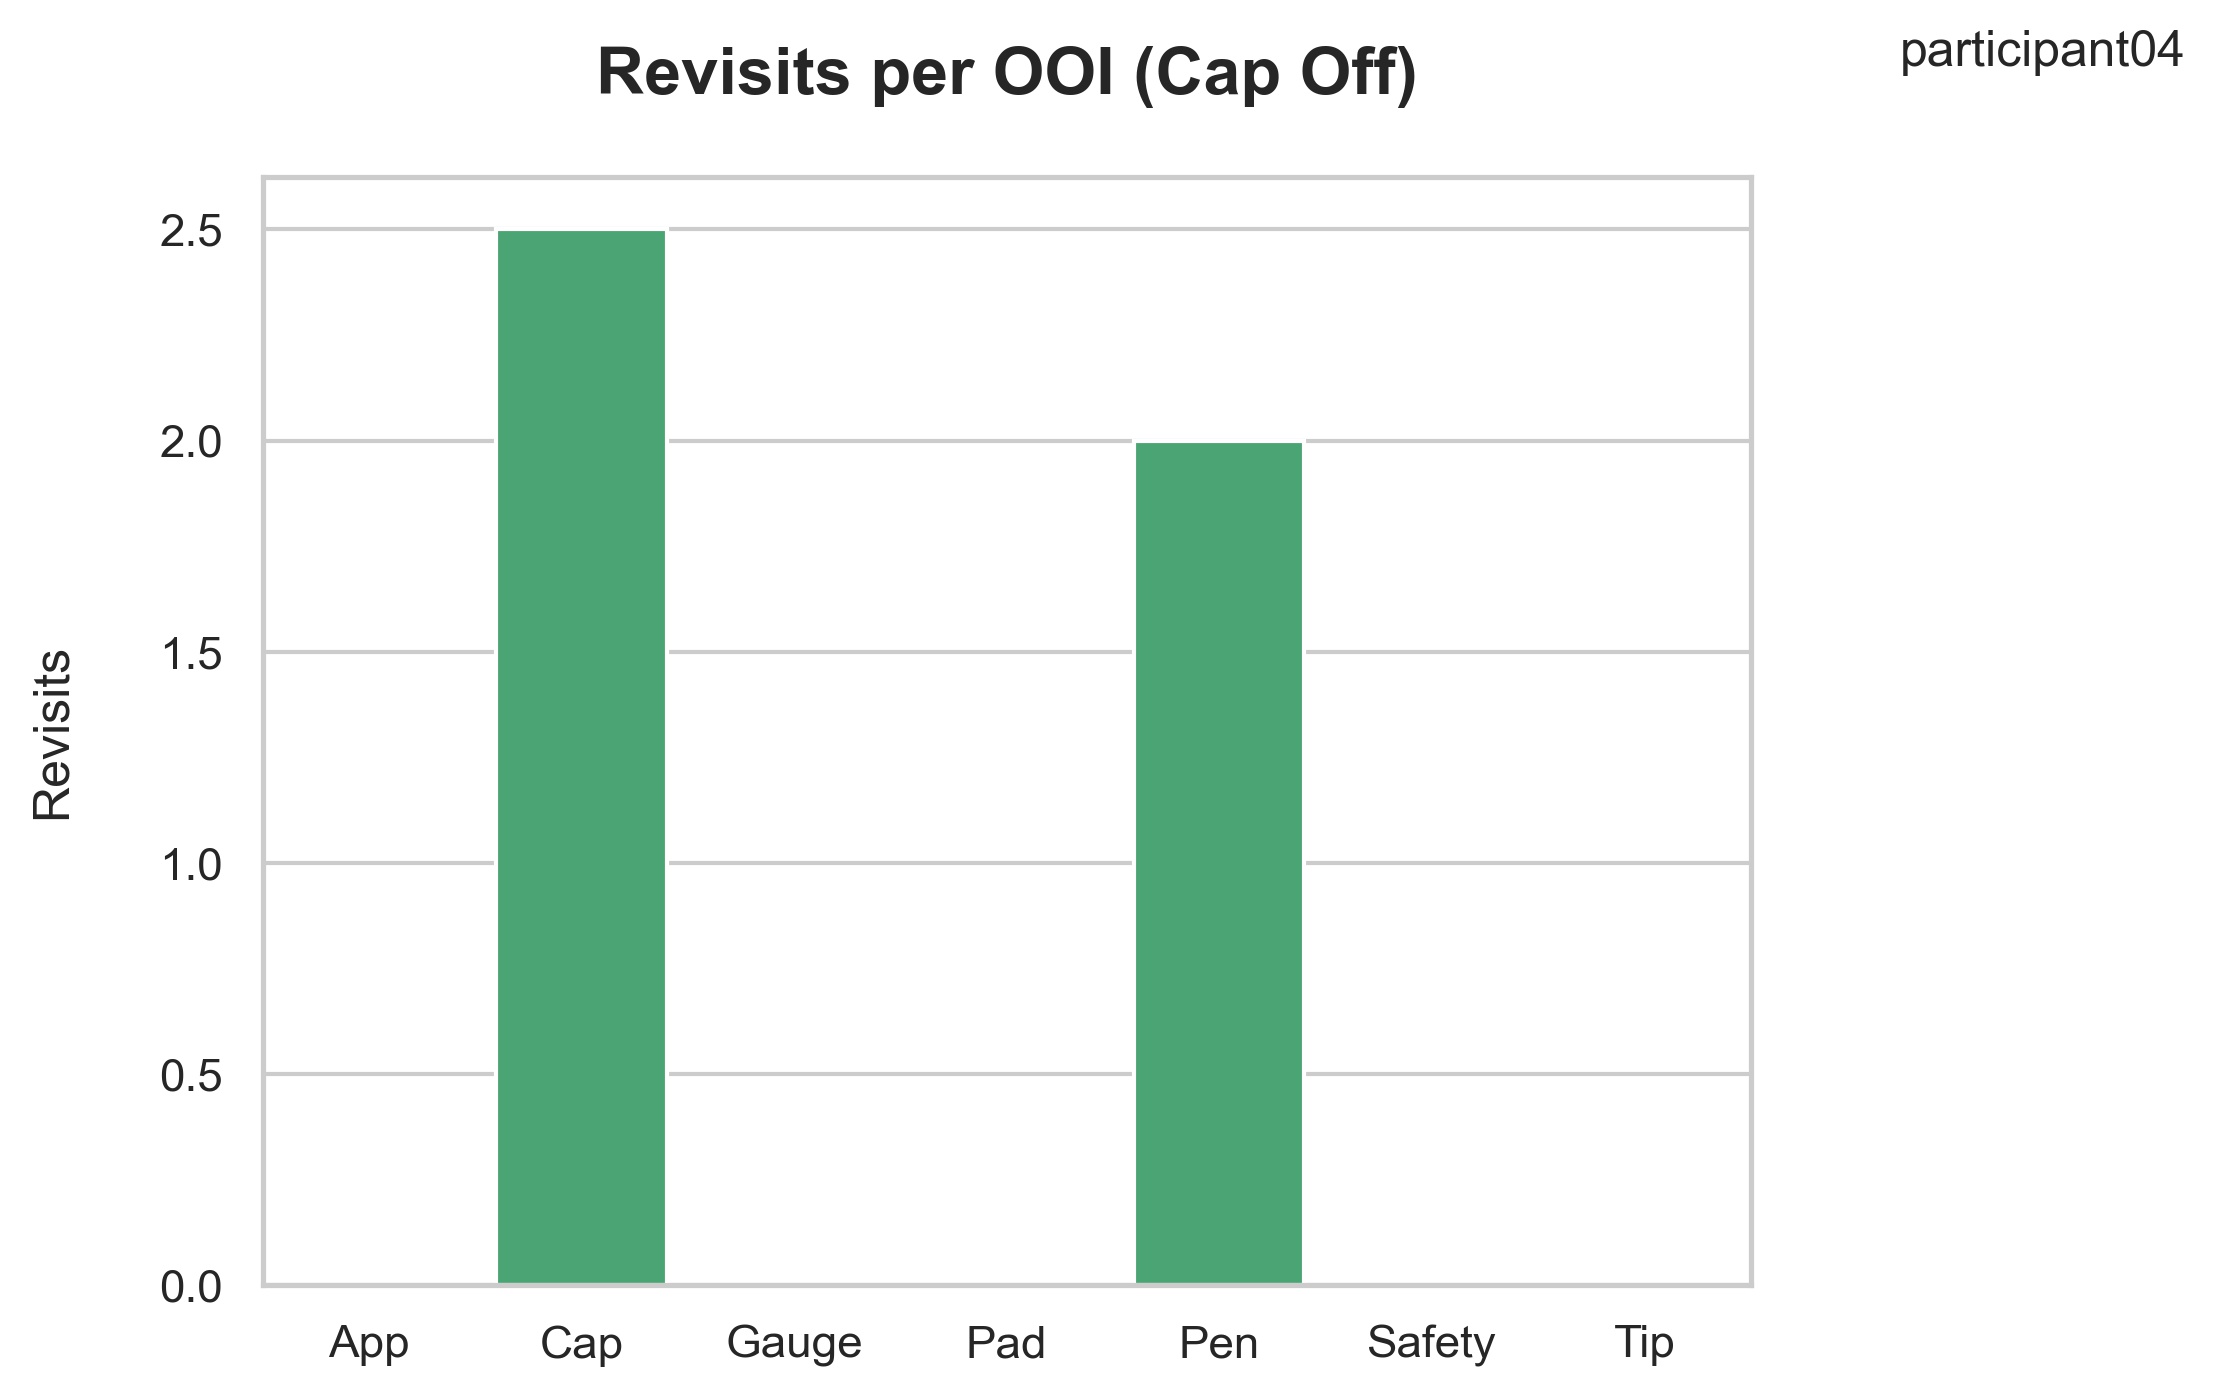 participant04
Revisits per OOI (Cap Off)
Revisits
2.5
2.0
1.5
1.0
0.5
0.0
App Cap Gauge Pad Pen Safety Tip